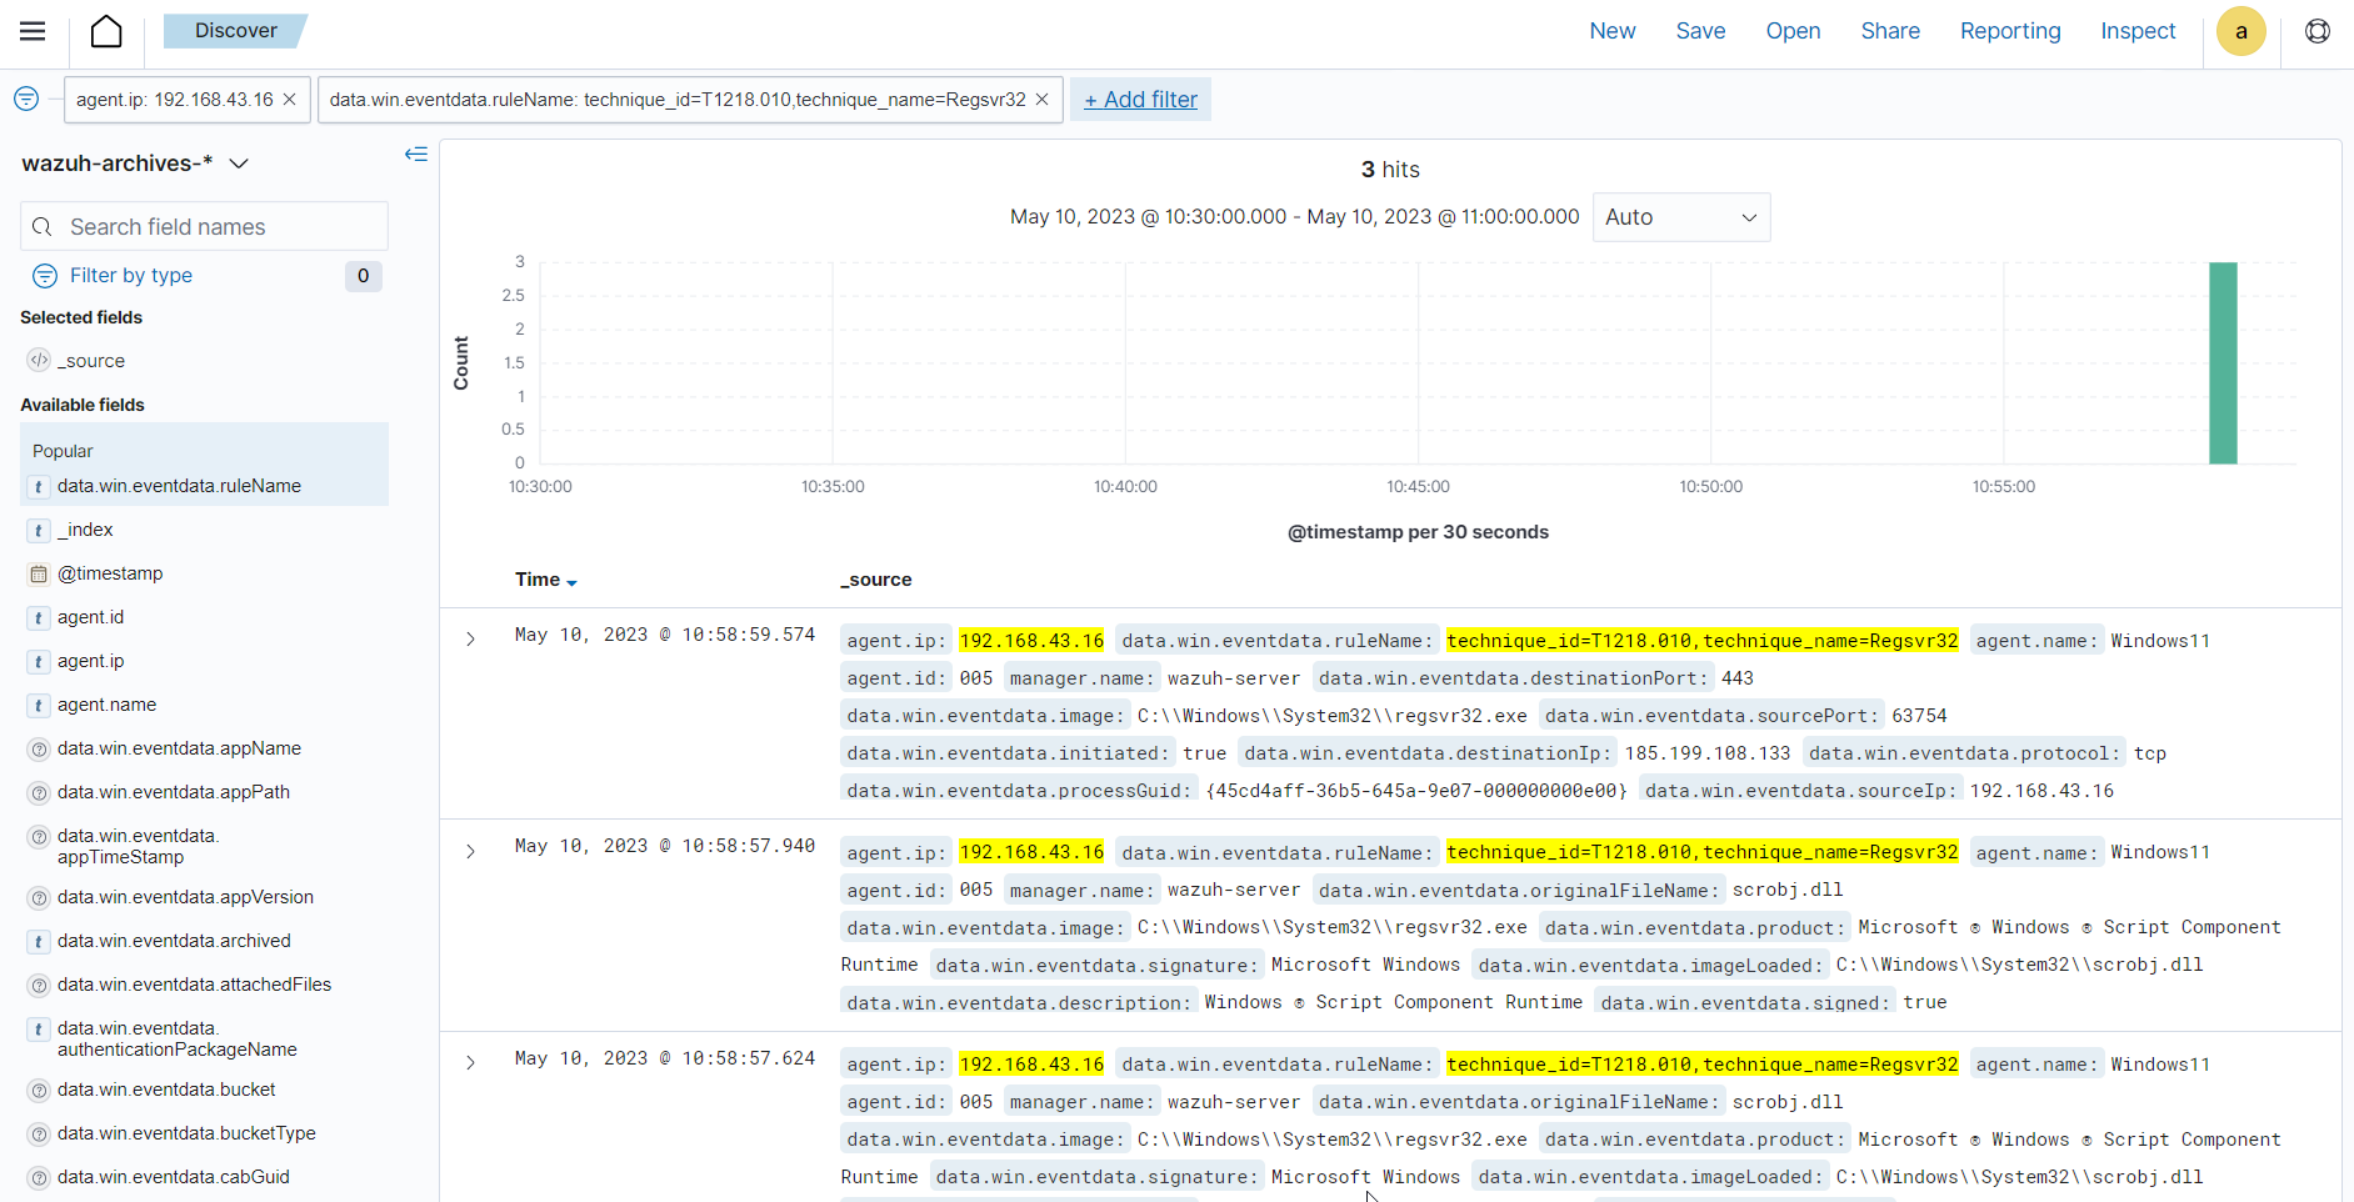 Discover
New Save Open Share Reporting Inspect a
agent.ip: 192.168.43.16 × data.win.eventdata.ruleName: technique_id=T1218.010,technique_name=Regsvr32 × + Add filter
wazuh-archives-*
Search field names
Filter by type 0
Selected fields
_source
Available fields
Popular
t data.win.eventdata.ruleName
t _index
@timestamp
t agent.id
t agent.ip
t agent.name
data.win.eventdata.appName
data.win.eventdata.appPath
data.win.eventdata.
appTimeStamp
data.win.eventdata.appVersion
t data.win.eventdata.archived
data.win.eventdata.attachedFiles
t data.win.eventdata.
authenticationPackageName
data.win.eventdata.bucket
data.win.eventdata.bucketType
data.win.eventdata.cabGuid
3 hits
May 10, 2023 @ 10:30:00.000 - May 10, 2023 @ 11:00:00.000 Auto
Count
3
2.5
2
1.5
1
0.5
0
10:30:00 10:35:00 10:40:00 10:45:00 10:50:00 10:55:00
@timestamp per 30 seconds
Time _source
May 10, 2023 @ 10:58:59.574 agent.ip: 192.168.43.16 data.win.eventdata.ruleName: technique_id=T1218.010,technique_name=Regsvr32 agent.name: Windows11
agent.id: 005 manager.name: wazuh-server data.win.eventdata.destinationPort: 443
data.win.eventdata.image: C:\\Windows\\System32\\regsvr32.exe data.win.eventdata.sourcePort: 63754
data.win.eventdata.initiated: true data.win.eventdata.destinationIp: 185.199.108.133 data.win.eventdata.protocol: tcp
data.win.eventdata.processGuid: {45cd4aff-36b5-645a-9e07-000000000e00} data.win.eventdata.sourceIp: 192.168.43.16
May 10, 2023 @ 10:58:57.940 agent.ip: 192.168.43.16 data.win.eventdata.ruleName: technique_id=T1218.010,technique_name=Regsvr32 agent.name: Windows11
agent.id: 005 manager.name: wazuh-server data.win.eventdata.originalFileName: scrobj.dll
data.win.eventdata.image: C:\\Windows\\System32\\regsvr32.exe data.win.eventdata.product: Microsoft ® Windows ® Script Component
Runtime data.win.eventdata.signature: Microsoft Windows data.win.eventdata.imageLoaded: C:\\Windows\\System32\\scrobj.dll
data.win.eventdata.description: Windows ® Script Component Runtime data.win.eventdata.signed: true
May 10, 2023 @ 10:58:57.624 agent.ip: 192.168.43.16 data.win.eventdata.ruleName: technique_id=T1218.010,technique_name=Regsvr32 agent.name: Windows11
agent.id: 005 manager.name: wazuh-server data.win.eventdata.originalFileName: scrobj.dll
data.win.eventdata.image: C:\\Windows\\System32\\regsvr32.exe data.win.eventdata.product: Microsoft ® Windows ® Script Component
Runtime data.win.eventdata.signature: Microsoft Windows data.win.eventdata.imageLoaded: C:\\Windows\\System32\\scrobj.dll